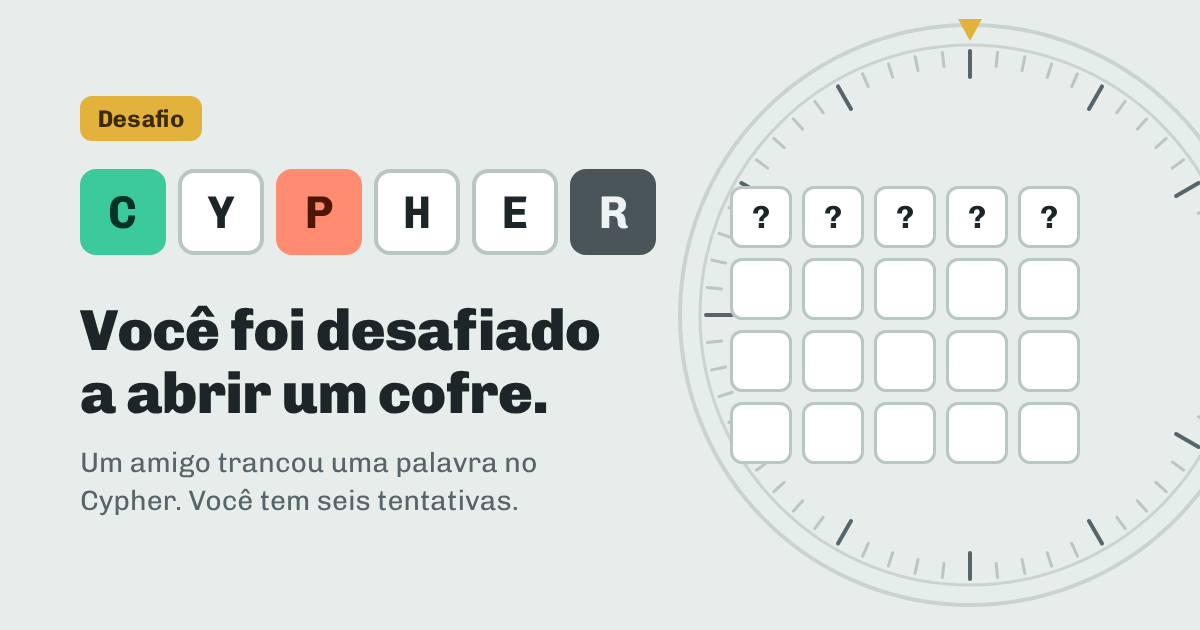 Desafio
CYPHER
Você foi desafiado
a abrir um cofre.
Um amigo trancou uma palavra no
Cypher. Você tem seis tentativas.
? ? ? ? ?